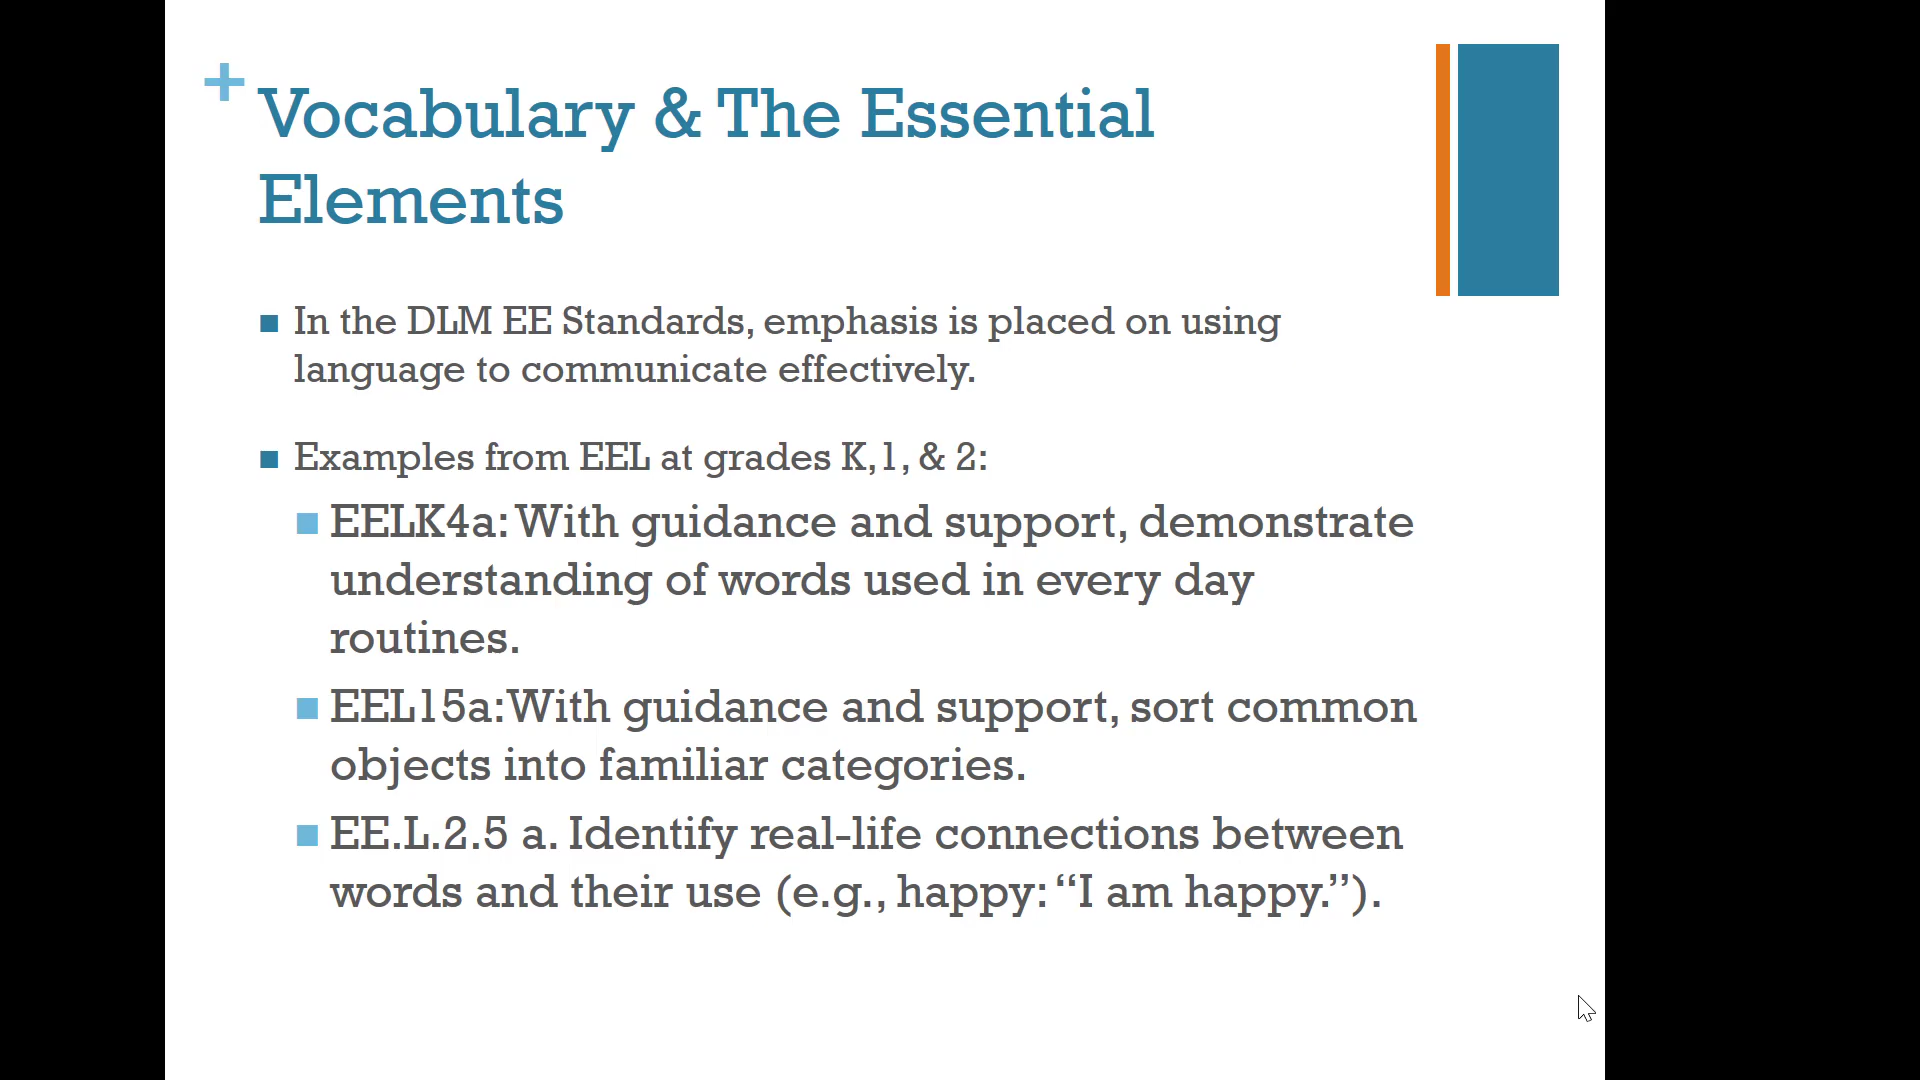 +
Vocabulary & The Essential
Elements
In the DLM EE Standards, emphasis is placed on using
language to communicate effectively.
Examples from EEL at grades K,1, & 2:
EELK4a: With guidance and support, demonstrate
understanding of words used in every day
routines.
EEL15a: With guidance and support, sort common
objects into familiar categories.
EE.L.2.5 a. Identify real-life connections between
words and their use (e.g., happy: “I am happy.”).